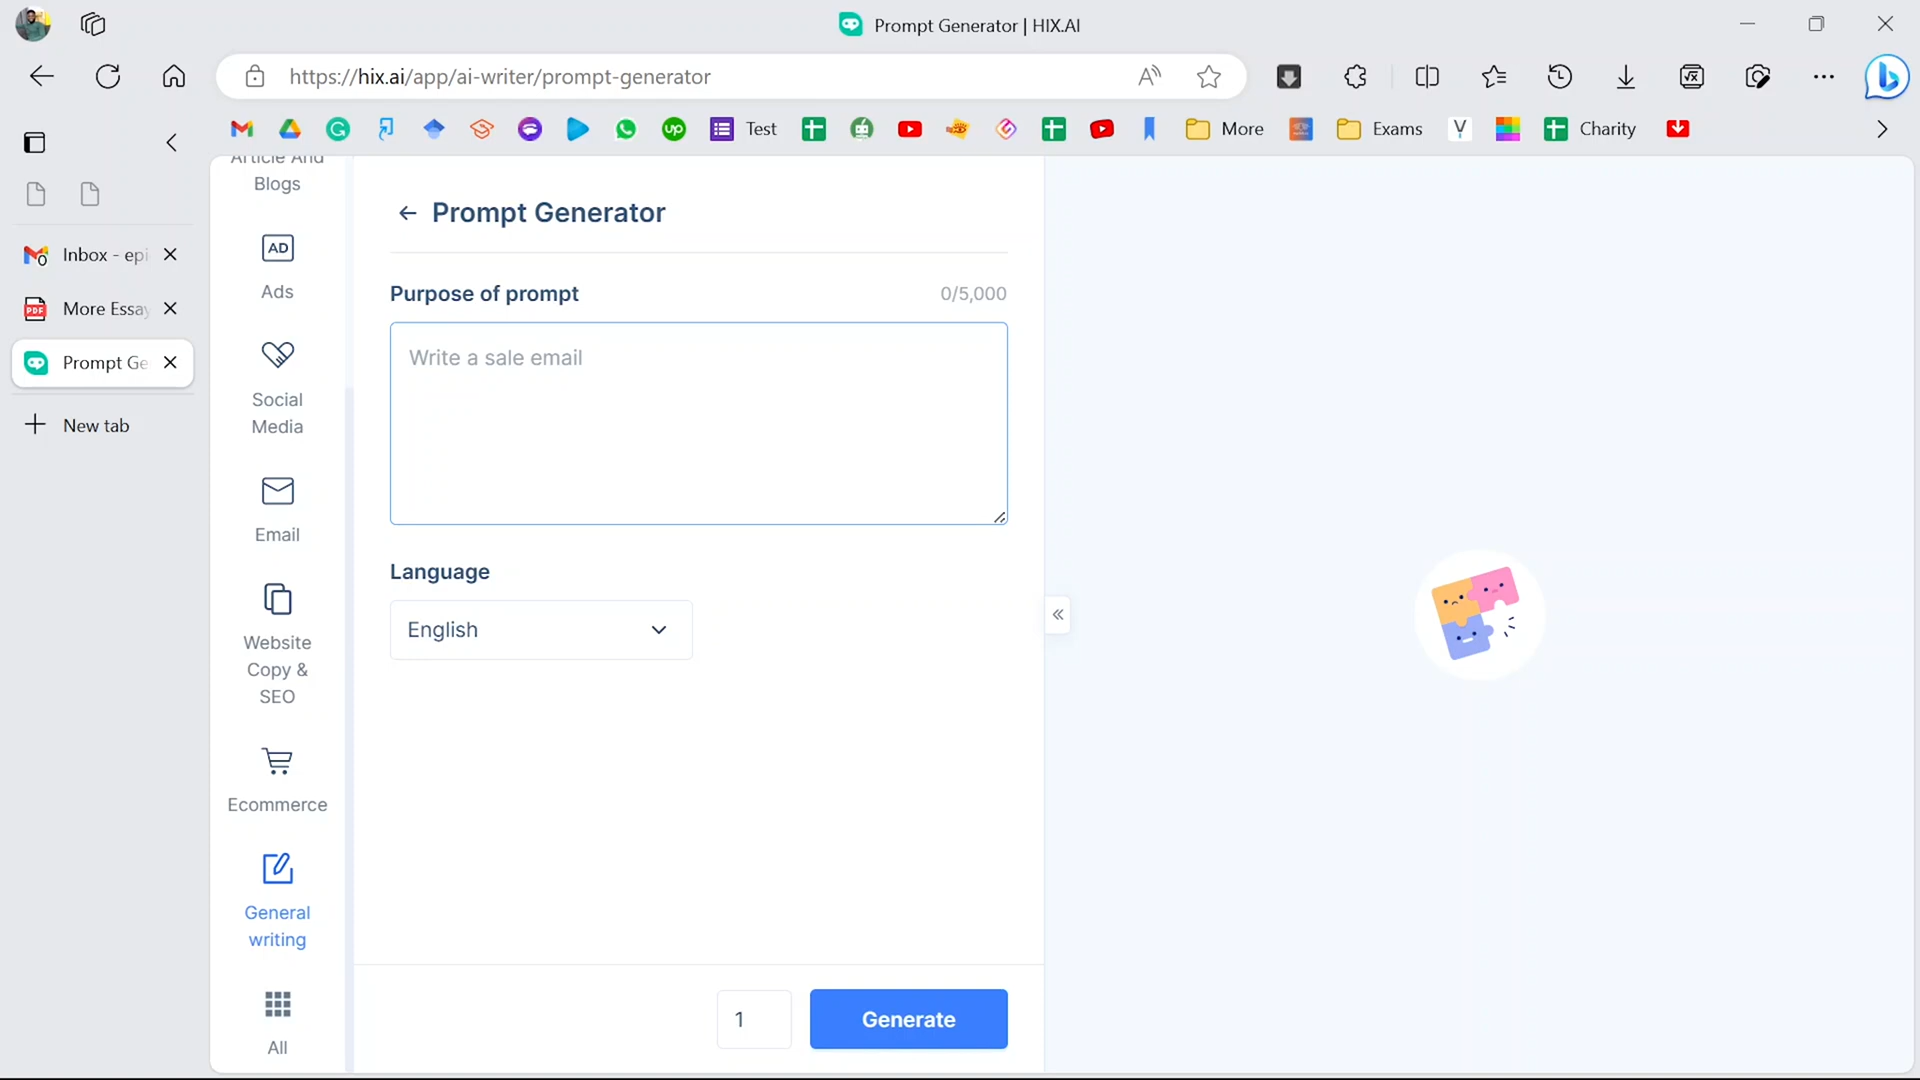 Prompt Generator | HIX.AI
https://hix.ai/app/ai-writer/prompt-generator
Test
More
Exams
Charity
Inbox - epi
More Essay
Prompt Ge
New tab
Article And
Blogs
AD
Ads
Social
Media
Email
Website
Copy &
SEO
Ecommerce
General
writing
All
Prompt Generator
Purpose of prompt
0/5,000
Write a sale email
Language
English
1
Generate